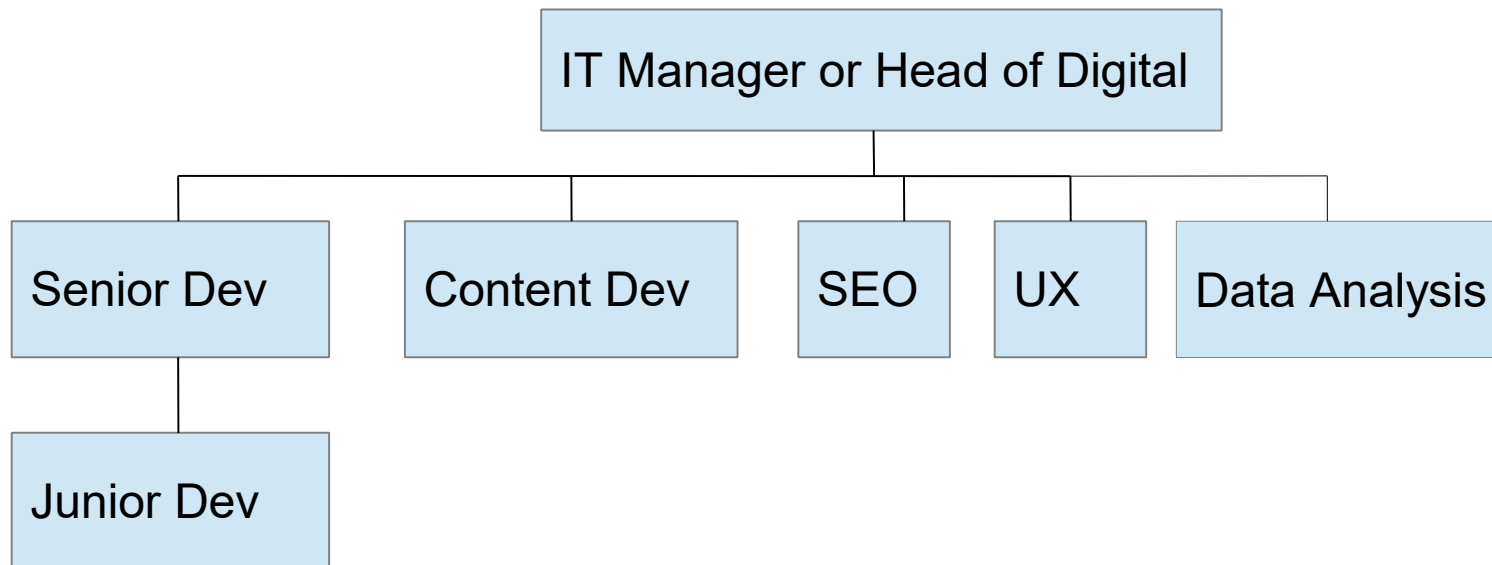 IT Manager or Head of Digital
Senior Dev
Content Dev
SEO
UX
Data Analysis
Junior Dev